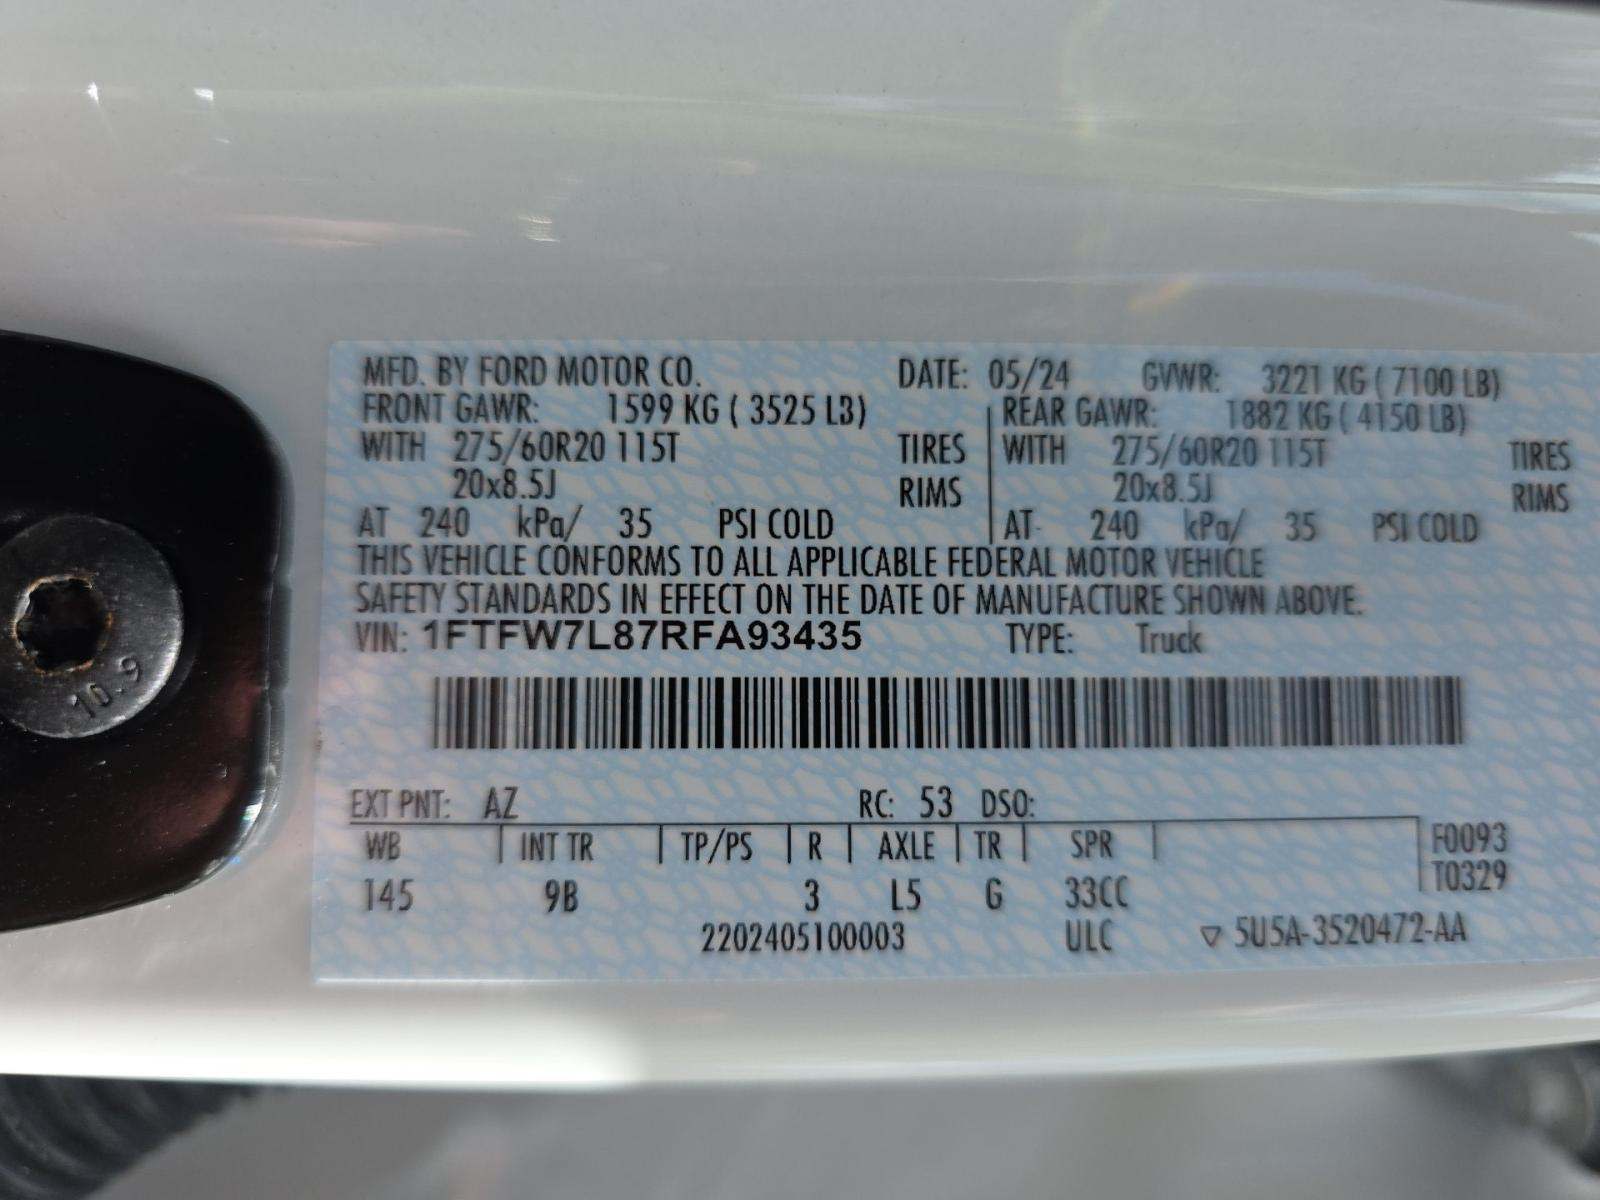 MFD. BY FORD MOTOR CO. DATE: 05/24 GVWR: 3221 KG ( 7100 LB)
FRONT GAWR: 1599 KG ( 3525 LB) REAR GAWR: 1882 KG ( 4150 LB)
WITH 275/60R20 115T TIRES WITH 275/60R20 115T TIRES
20x8.5J RIMS 20x8.5J RIMS
AT 240 kPa/ 35 PSI COLD AT 240 kPa/ 35 PSI COLD
THIS VEHICLE CONFORMS TO ALL APPLICABLE FEDERAL MOTOR VEHICLE
SAFETY STANDARDS IN EFFECT ON THE DATE OF MANUFACTURE SHOWN ABOVE.
VIN: 1FTFW7L87RFA93435 TYPE: Truck
10.9
EXT PNT: AZ RC: 53 DSO:
WB INT TR TP/PS R AXLE TR SPR F0093
T0329
145 9B 3 L5 G 33CC
2202405100003 ULC ▽ 5U5A-3520472-AA